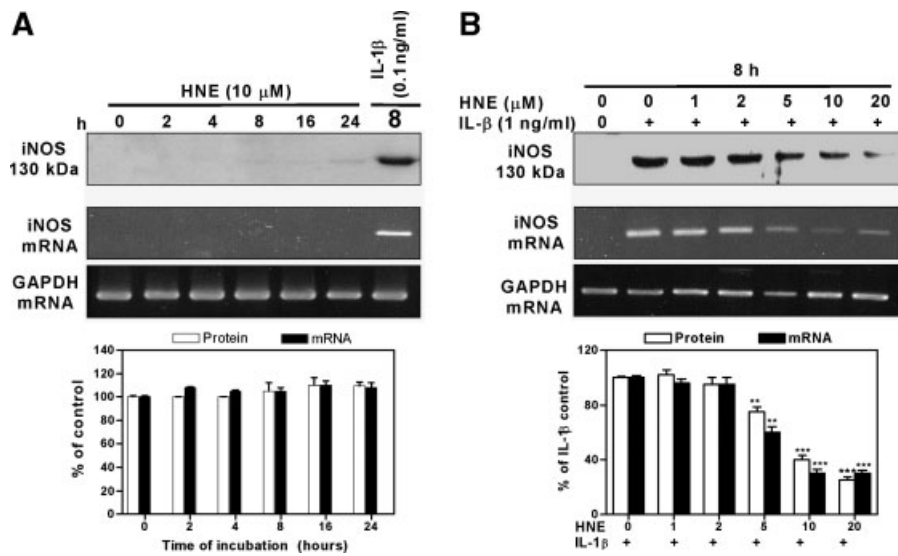 A
HNE (10 µM)
IL-1β
(0.1 ng/ml)
h 0 2 4 8 16 24 8
iNOS
130 kDa
iNOS
mRNA
GAPDH
mRNA
Protein mRNA
% of control
140
120
100
80
60
40
20
0
0 2 4 8 16 24
Time of incubation (hours)
B
8 h
HNE (µM) 0 0 1 2 5 10 20
IL-β (1 ng/ml) 0 + + + + + +
iNOS
130 kDa
iNOS
mRNA
GAPDH
mRNA
Protein mRNA
% of IL-1β control
120
90
60
30
0
** **
*** ***
*** ***
HNE 0 1 2 5 10 20
IL-1β + + + + + +